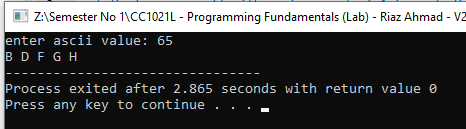 Z:\Semester No 1\CC1021L - Programming Fundamentals (Lab) - Riaz Ahmad - V2
enter ascii value: 65
B D F G H
--------------------------------
Process exited after 2.865 seconds with return value 0
Press any key to continue . . .